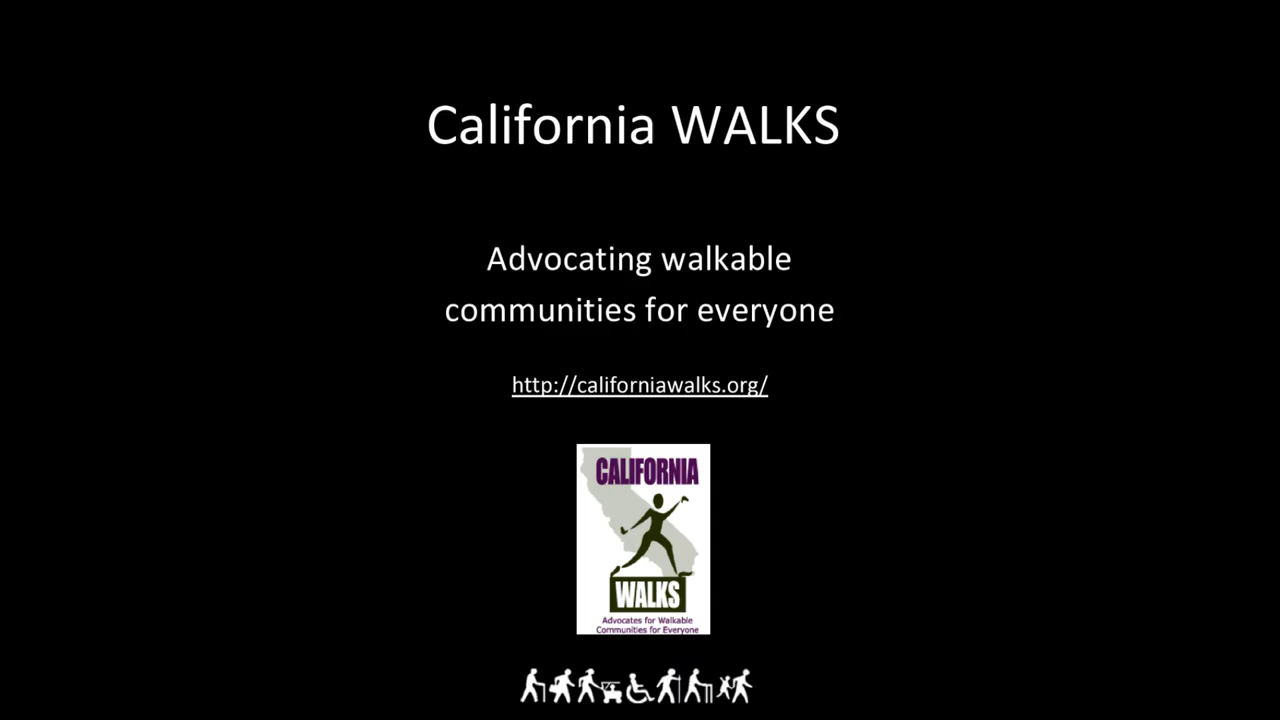 California WALKS
Advocating walkable
communities for everyone
http://californiawalks.org/
CALIFORNIA
WALKS
Advocates for Walkable
Communities for Everyone